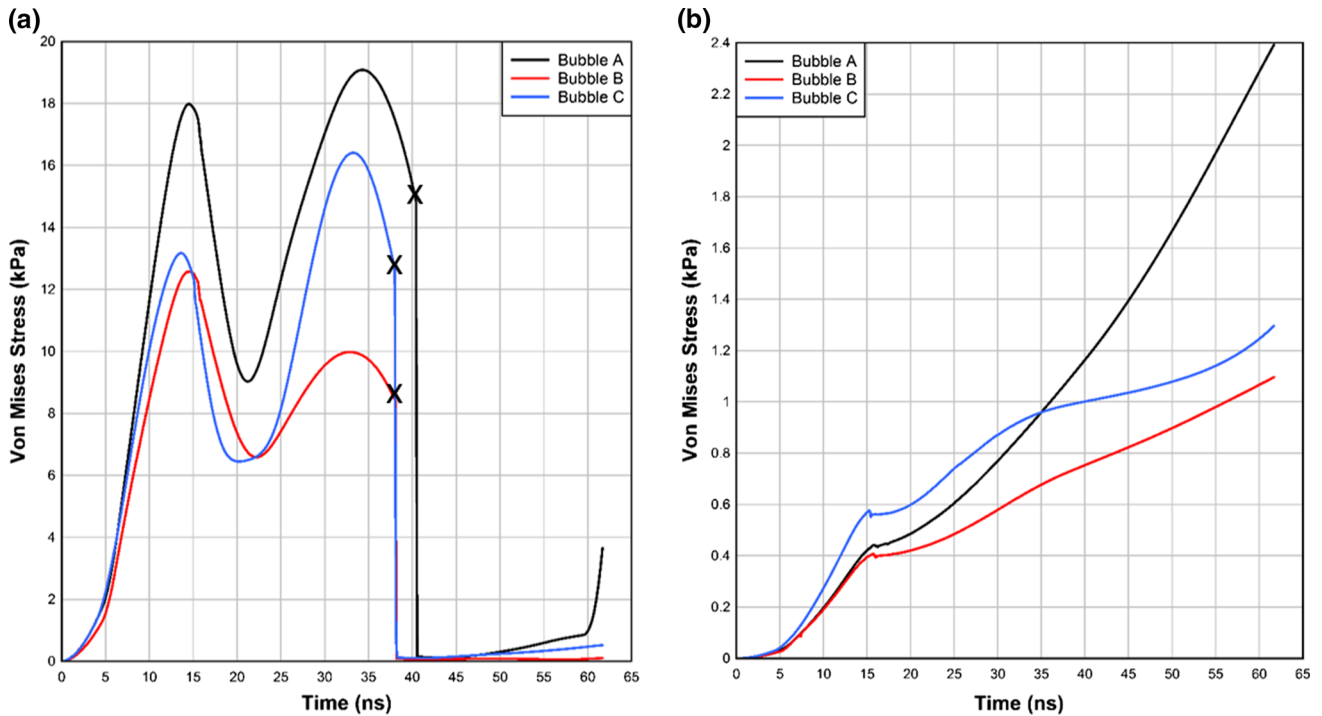 (a)
20
18
16
14
12
10
8
6
4
2
0
Von Mises Stress (kPa)
Bubble A
Bubble B
Bubble C
X
X
X
0 5 10 15 20 25 30 35 40 45 50 55 60 65
Time (ns)
(b)
2.4
2.2
2
1.8
1.6
1.4
1.2
1
0.8
0.6
0.4
0.2
0
Von Mises Stress (kPa)
Bubble A
Bubble B
Bubble C
0 5 10 15 20 25 30 35 40 45 50 55 60 65
Time (ns)